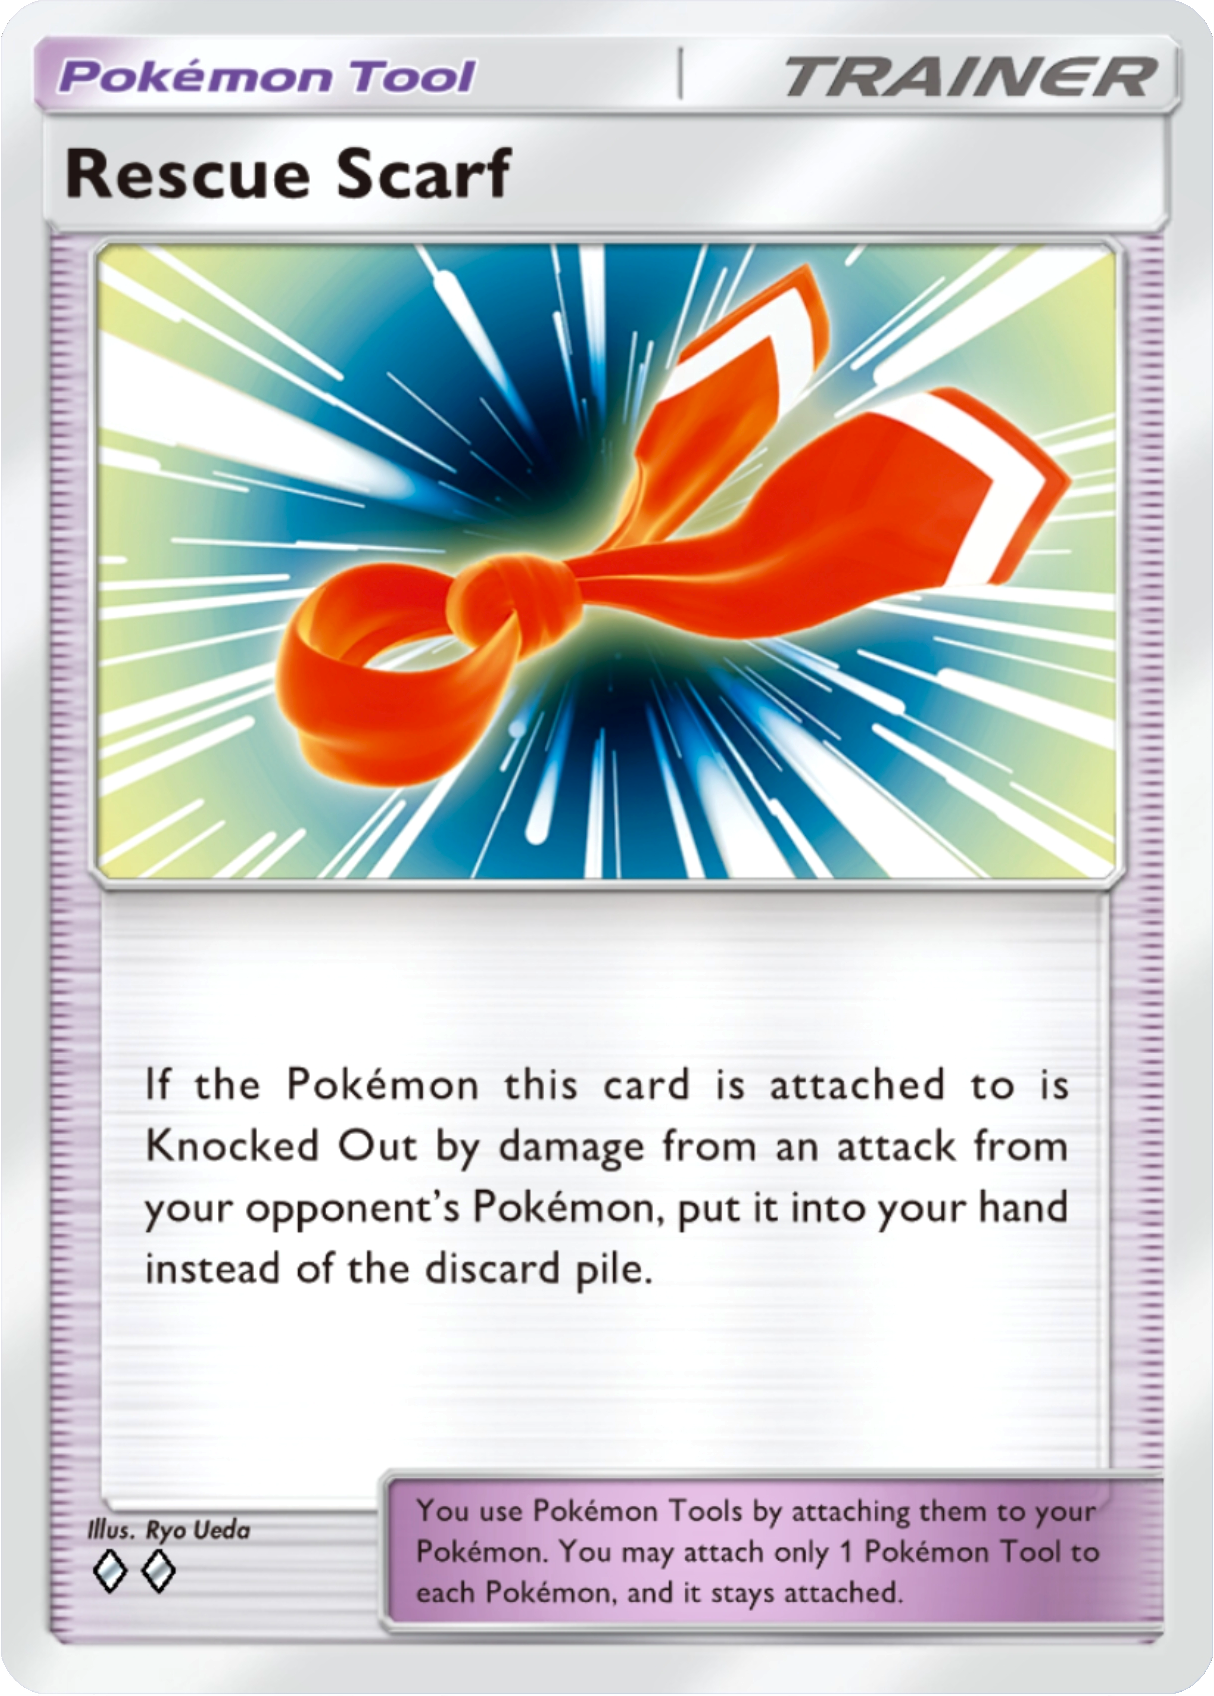 Pokémon Tool | TRAINER
Rescue Scarf
If the Pokémon this card is attached to is
Knocked Out by damage from an attack from
your opponent’s Pokémon, put it into your hand
instead of the discard pile.
Illus. Ryo Ueda
You use Pokémon Tools by attaching them to your
Pokémon. You may attach only 1 Pokémon Tool to
each Pokémon, and it stays attached.